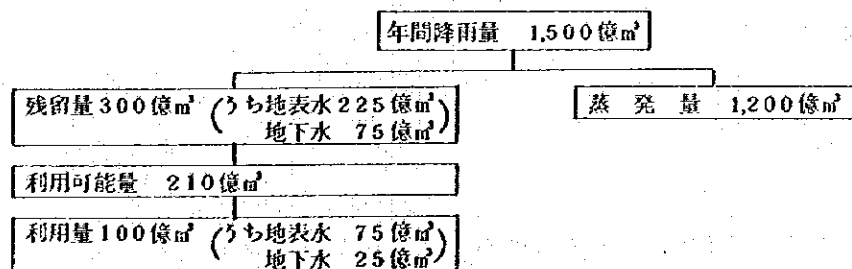 年間降雨量 1,500億㎥
残留量300億㎥ (うち地表水225億㎥
地下水 75億㎥)
蒸発量 1,200億㎥
利用可能量 210億㎥
利用量100億㎥ (うち地表水 75億㎥
地下水 25億㎥)